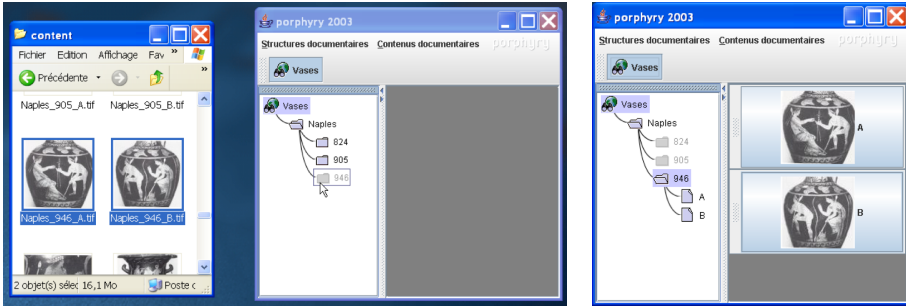 content
Fichier Edition Affichage Fav »
Précédente »
Naples_905_A.tif Naples_905_B.tif
Naples_946_A.tif Naples_946_B.tif
2 objet(s) sélec 16,1 Mo Poste c
porphyry 2003
Structures documentaires Contenus documentaires porphyry
Vases
Vases
Naples
824
905
946
porphyry 2003
Structures documentaires Contenus documentaires porphyry
Vases
Vases
Naples
824
905
946
A
B
A
B